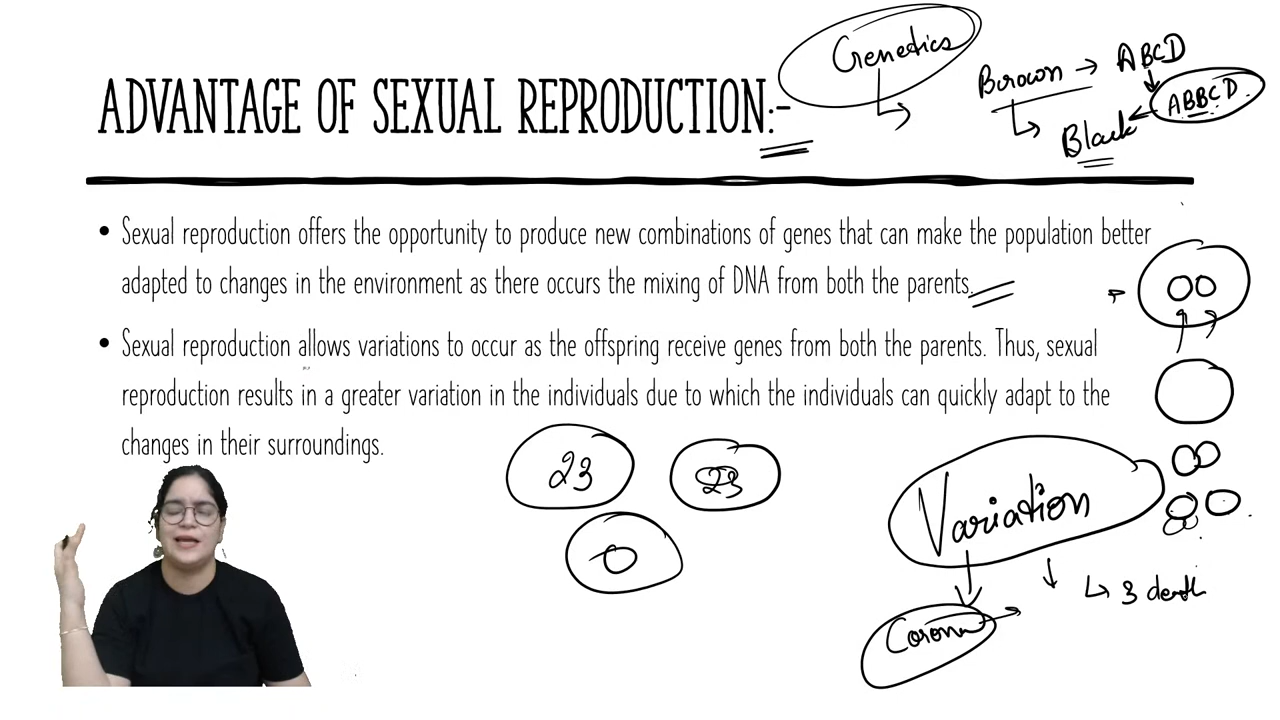 Genetics
Brown → ABCD
ABBCD
Black
ADVANTAGE OF SEXUAL REPRODUCTION:-
• Sexual reproduction offers the opportunity to produce new combinations of genes that can make the population better
adapted to changes in the environment as there occurs the mixing of DNA from both the parents.
• Sexual reproduction allows variations to occur as the offspring receive genes from both the parents. Thus, sexual
reproduction results in a greater variation in the individuals due to which the individuals can quickly adapt to the
changes in their surroundings.
23 23
Variation
3 death
Corona